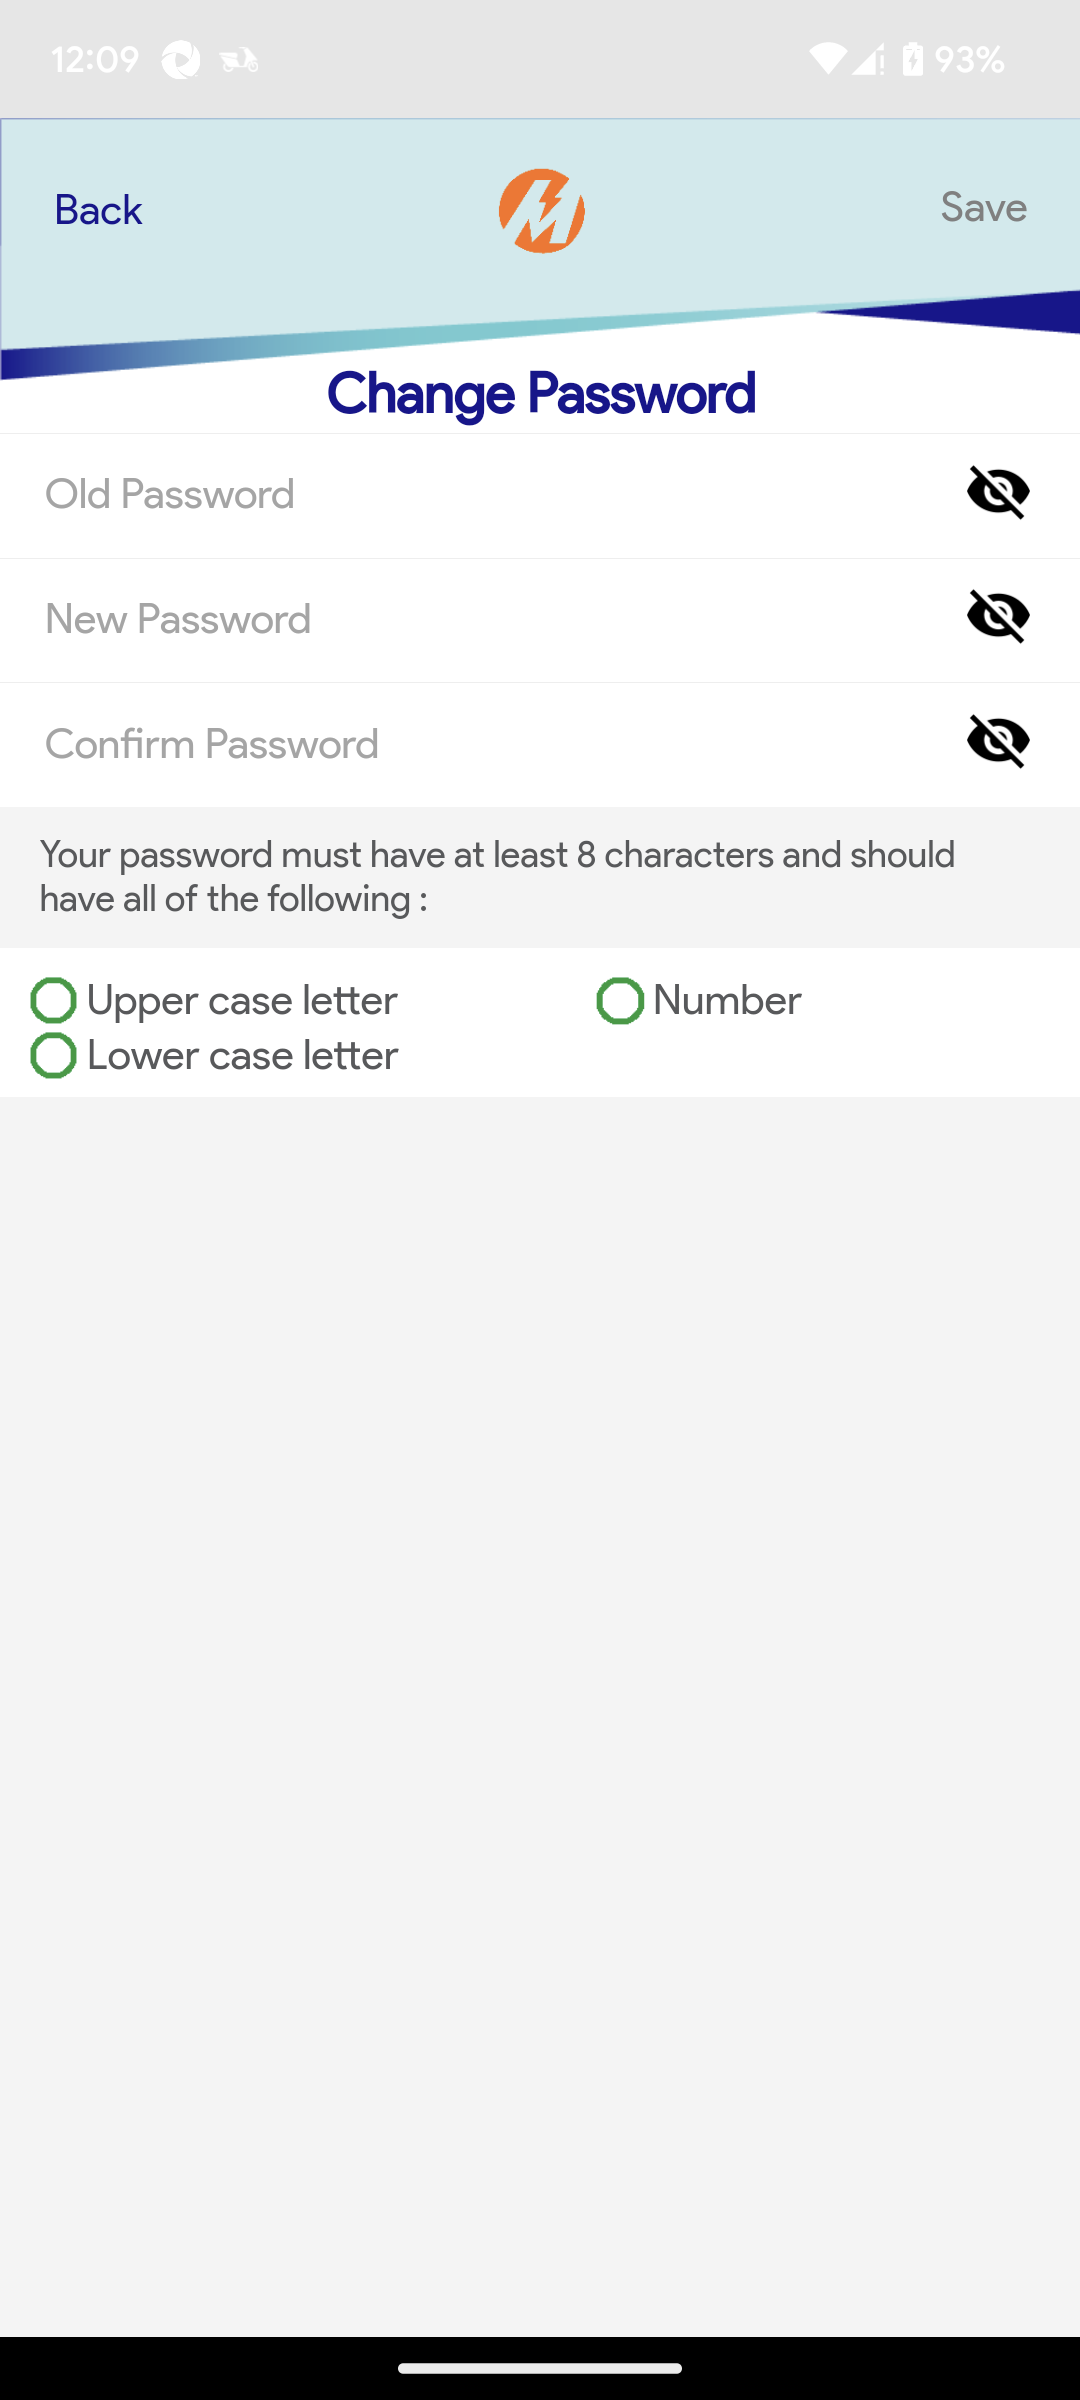 12:09
93%
Back
Save
Change Password
Old Password
New Password
Confirm Password
Your password must have at least 8 characters and should
have all of the following :
Upper case letter
Number
Lower case letter